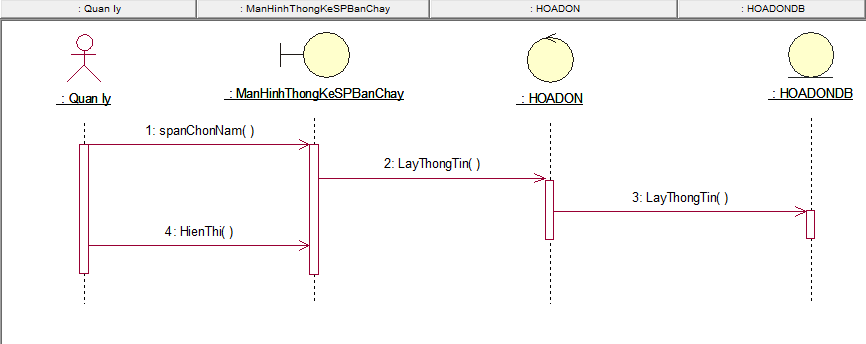 : Quan ly
: ManHinhThongKeSPBanChay
: HOADON
: HOADONDB
: Quan ly
: ManHinhThongKeSPBanChay
: HOADON
: HOADONDB
1: spanChonNam( )
2: LayThongTin( )
3: LayThongTin( )
4: HienThi( )